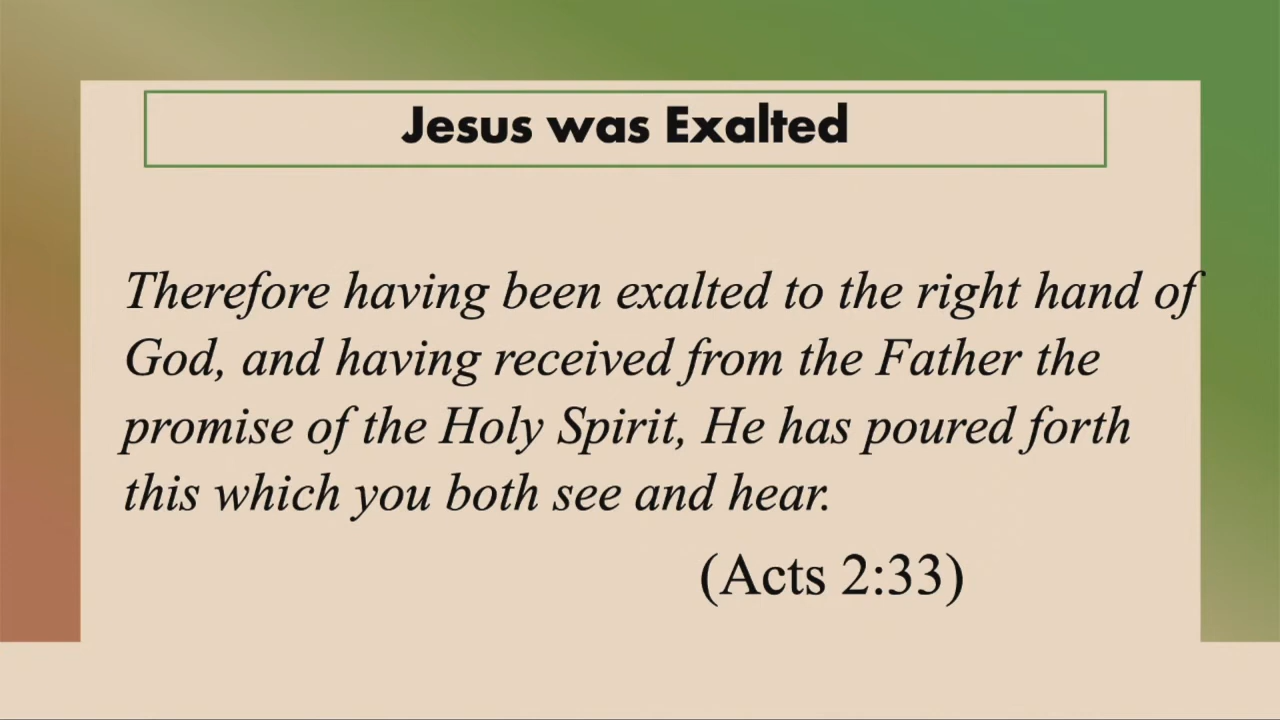 Jesus was Exalted
Therefore having been exalted to the right hand of
God, and having received from the Father the
promise of the Holy Spirit, He has poured forth
this which you both see and hear.
(Acts 2:33)